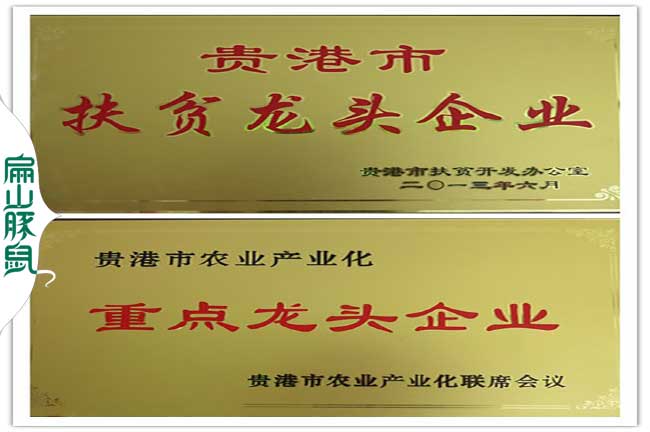 贵港市
扶贫龙头企业
贵港市扶贫开发办公室
二〇一三年六月
贵港市农业产业化
重点龙头企业
贵港市农业产业化联席会议
扁山豚鼠